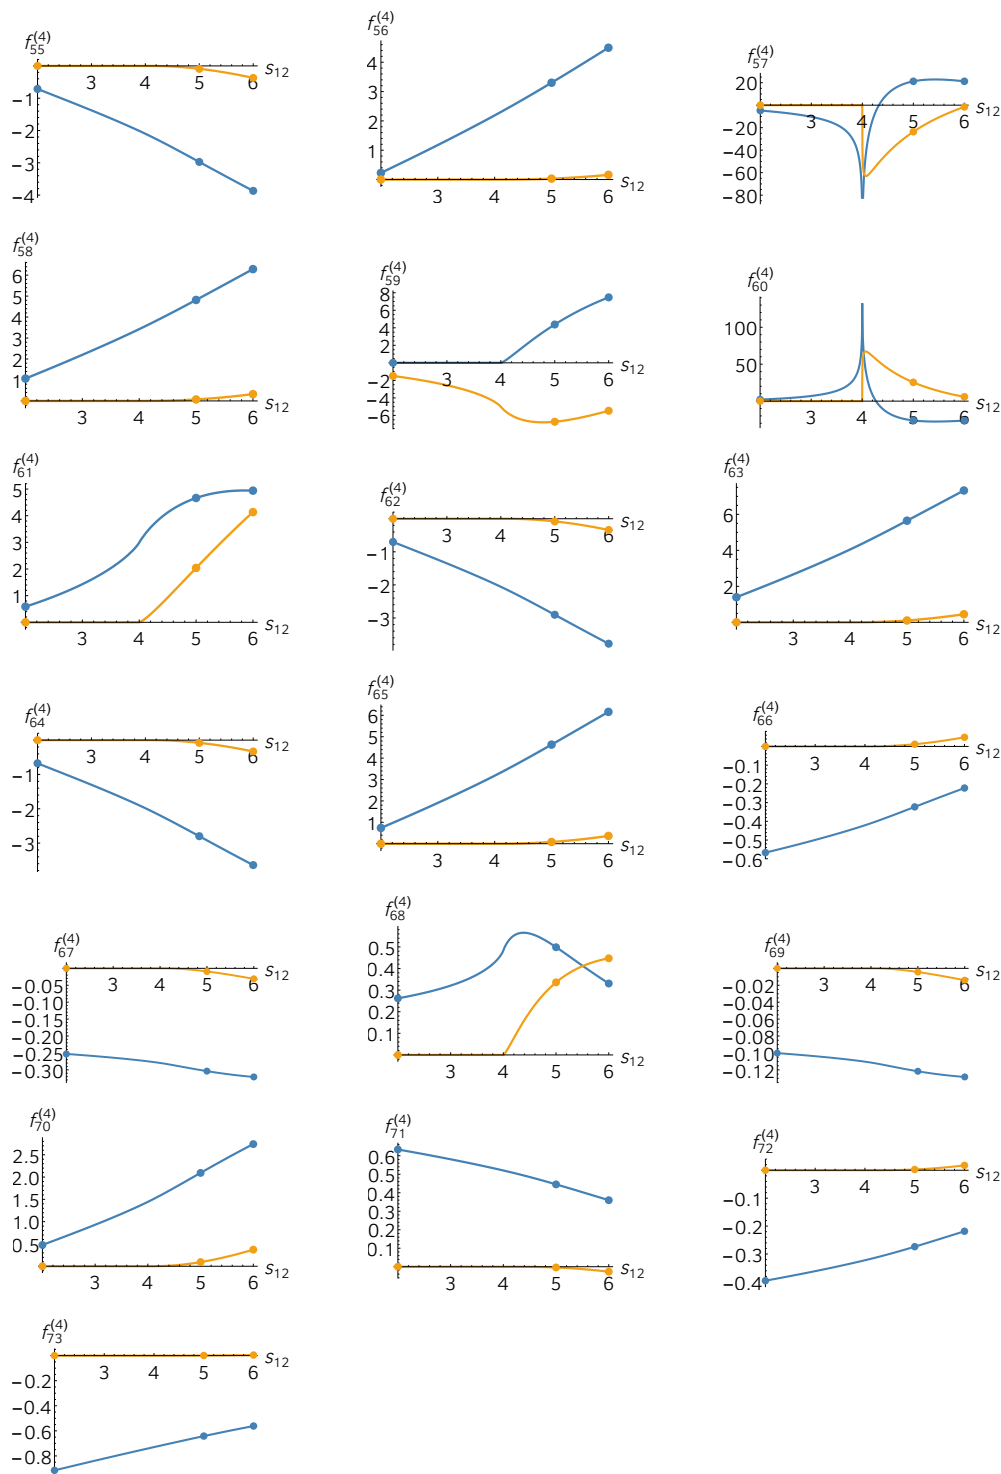 f55(4)
s12
3 4 5 6
−1
−2
−3
−4
f56(4)
4
3
2
1
3 4 5 6 s12
f57(4)
20
s12
3 4 5 6
−20
−40
−60
−80
f58(4)
6
5
4
3
2
1
s12
3 4 5 6
f59(4)
8
6
4
2
s12
3 4 5 6
−2
−4
−6
f60(4)
100
50
s12
3 4 5 6
f61(4)
5
4
3
2
1
s12
3 4 5 6
f62(4)
s12
3 4 5 6
−1
−2
−3
f63(4)
6
4
2
s12
3 4 5 6
f64(4)
s12
3 4 5 6
−1
−2
−3
f65(4)
6
5
4
3
2
1
s12
3 4 5 6
f66(4)
s12
3 4 5 6
−0.1
−0.2
−0.3
−0.4
−0.5
−0.6
f67(4)
s12
3 4 5 6
−0.05
−0.10
−0.15
−0.20
−0.25
−0.30
f68(4)
0.5
0.4
0.3
0.2
0.1
s12
3 4 5 6
f69(4)
s12
3 4 5 6
−0.02
−0.04
−0.06
−0.08
−0.10
−0.12
f70(4)
2.5
2.0
1.5
1.0
0.5
s12
3 4 5 6
f71(4)
0.6
0.5
0.4
0.3
0.2
0.1
s12
3 4 5 6
f72(4)
s12
3 4 5 6
−0.1
−0.2
−0.3
−0.4
f73(4)
s12
3 4 5 6
−0.2
−0.4
−0.6
−0.8